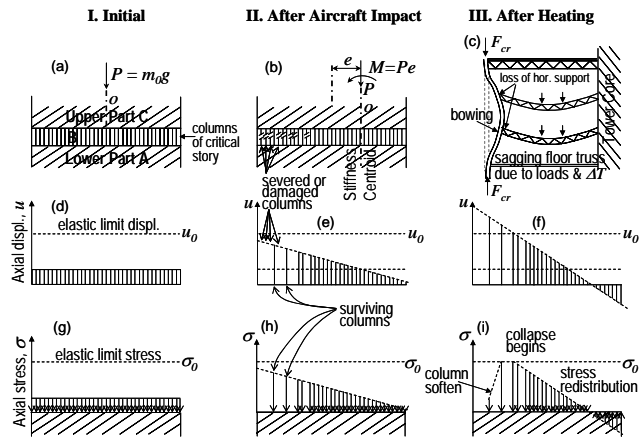 I. Initial
II. After Aircraft Impact
III. After Heating
(a)
P = m0g
o
Upper Part C
B
Lower Part A
columns
of critical
story
(b)
e
M=Pe
P
o
severed or
damaged
columns
Stiffness
Centroid
(c)
Fcr
loss of hor. support
bowing
Tower Core
sagging floor truss
due to loads & ΔT
Fcr
(d)
Axial displ., u
elastic limit displ.
u0
u
(e)
u0
surviving
columns
u
(f)
u0
(g)
Axial stress, σ
elastic limit stress
σ0
σ
(h)
σ0
σ
(i)
collapse
begins
σ0
column
soften
stress
redistribution